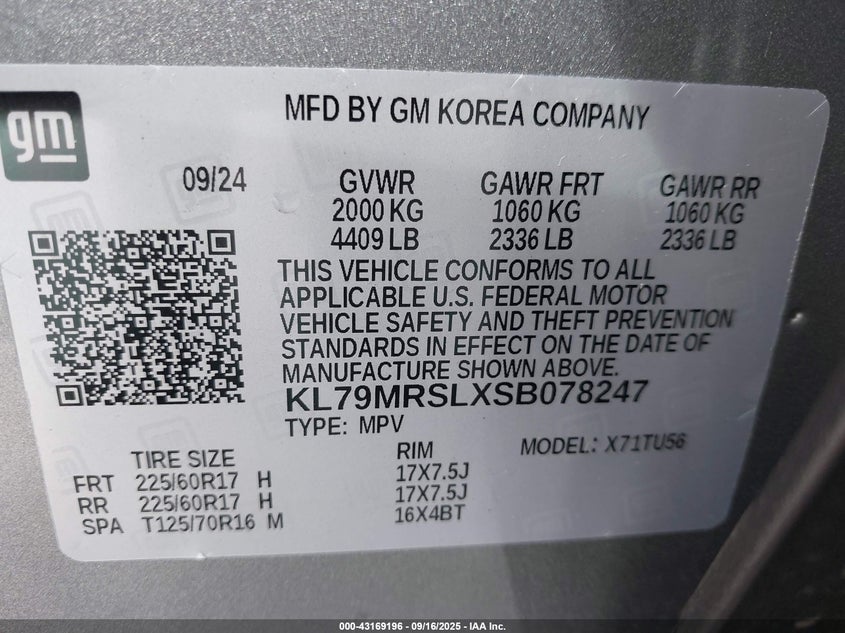 gm
MFD BY GM KOREA COMPANY
09/24 GVWR GAWR FRT GAWR RR
2000 KG 1060 KG 1060 KG
4409 LB 2336 LB 2336 LB
THIS VEHICLE CONFORMS TO ALL
APPLICABLE U.S. FEDERAL MOTOR
VEHICLE SAFETY AND THEFT PREVENTION
STANDARDS IN EFFECT ON THE DATE OF
MANUFACTURE SHOWN ABOVE.
KL79MRSLXSB078247
TYPE: MPV MODEL: X71TU56
TIRE SIZE RIM
FRT 225/60R17 H 17X7.5J
RR 225/60R17 H 17X7.5J
SPA T125/70R16 M 16X4BT
000-43169196 - 09/16/2025 - IAA Inc.